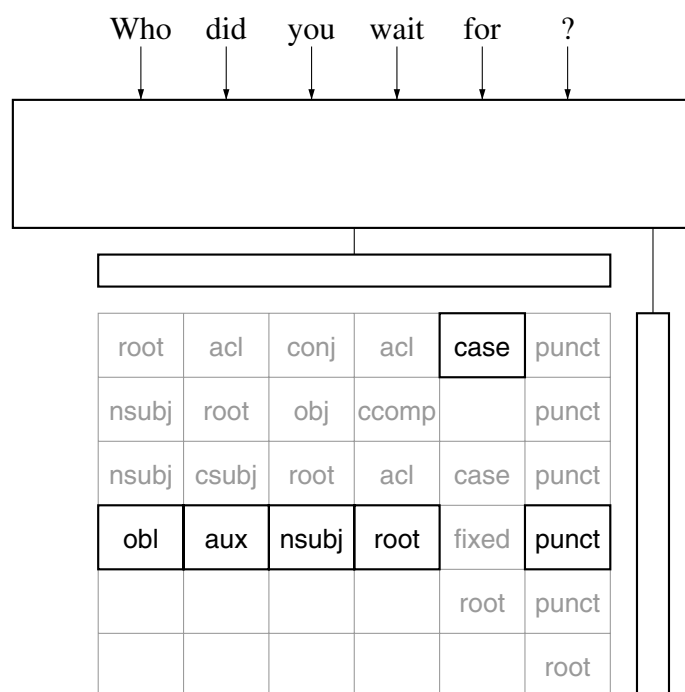 Who did you wait for ?
root acl conj acl case punct
nsubj root obj ccomp punct
nsubj csubj root acl case punct
obl aux nsubj root fixed punct
root punct
root